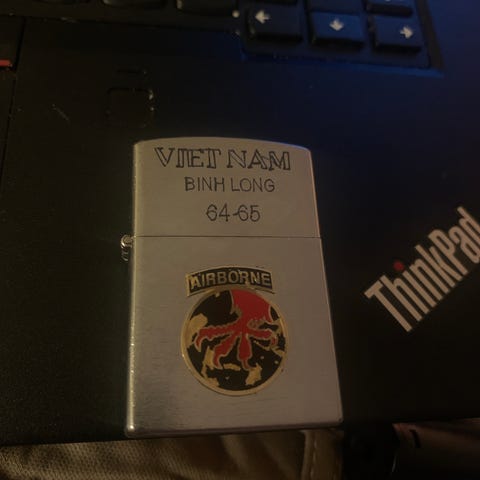 VIET NAM
BINH LONG
64-65
AIRBORNE
ThinkPad